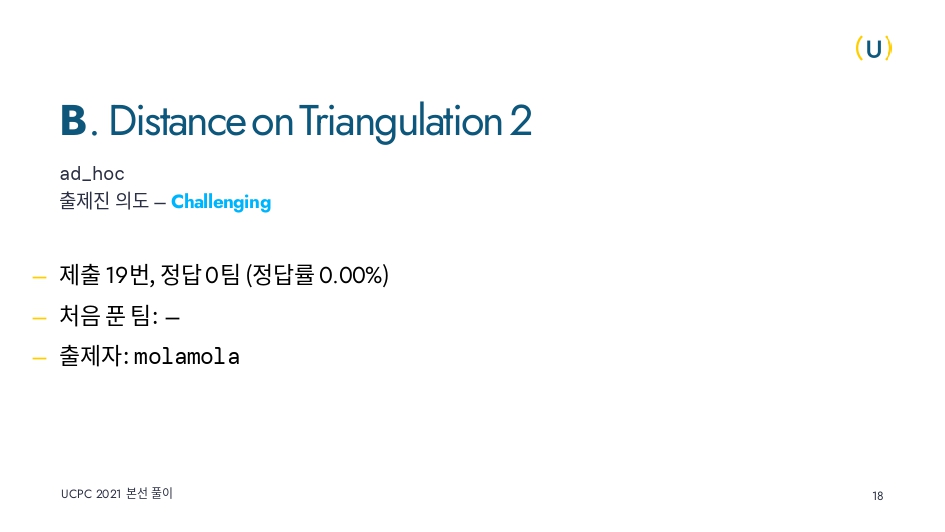 (U)
B. Distance on Triangulation 2
ad_hoc
출제진 의도 – Challenging
– 제출 19번, 정답 0팀 (정답률 0.00%)
– 처음 푼 팀: –
– 출제자: molamola
UCPC 2021 본선 풀이
18